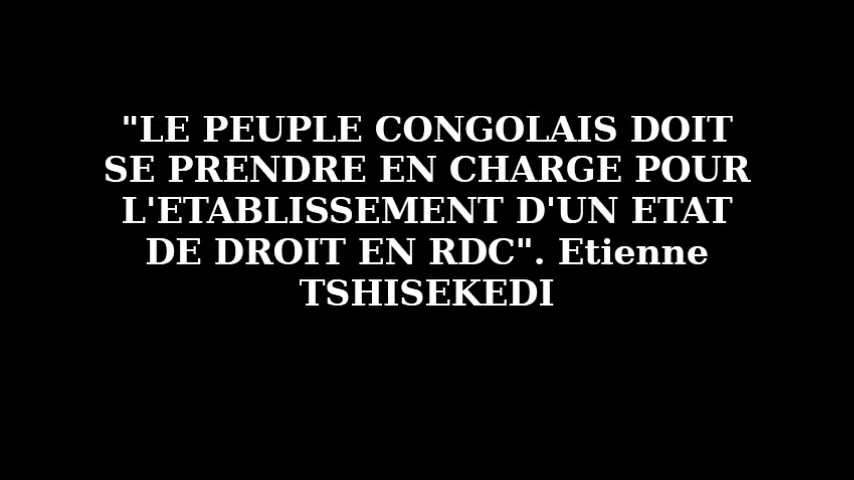 "LE PEUPLE CONGOLAIS DOIT
SE PRENDRE EN CHARGE POUR
L'ETABLISSEMENT D'UN ETAT
DE DROIT EN RDC". Etienne
TSHISEKEDI